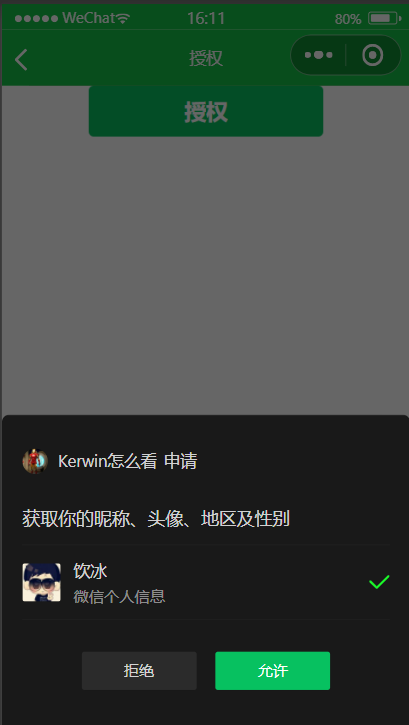 WeChat 16:11 80%
授权
授权
Kerwin怎么看 申请
获取你的昵称、头像、地区及性别
饮冰
微信个人信息
拒绝 允许